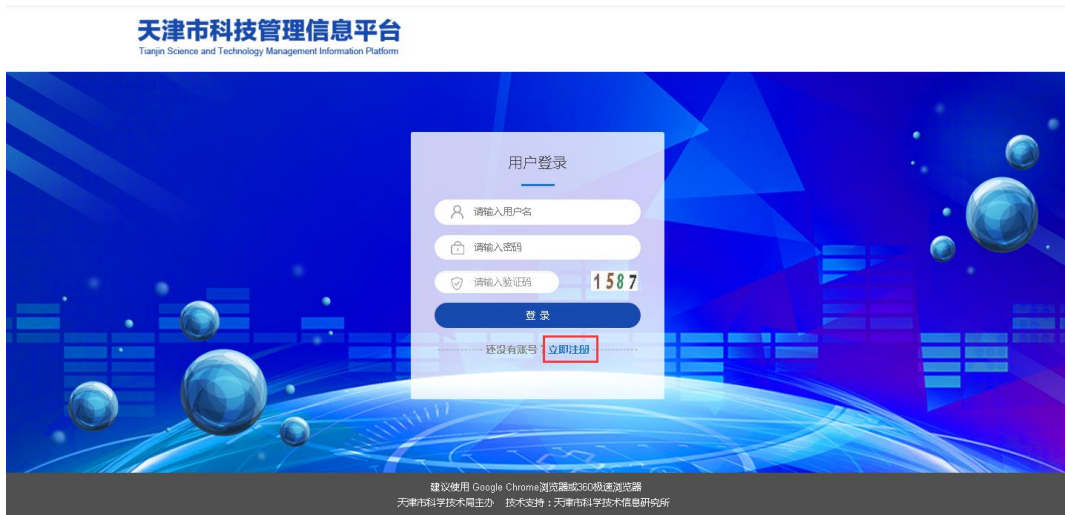 天津市科技管理信息平台
Tianjin Science and Technology Management Information Platform
用户登录
请输入用户名
请输入密码
请输入验证码 1587
登 录
还没有账号？立即注册
建议使用 Google Chrome浏览器或360极速浏览器
天津市科学技术局主办 技术支持：天津市科学技术信息研究所